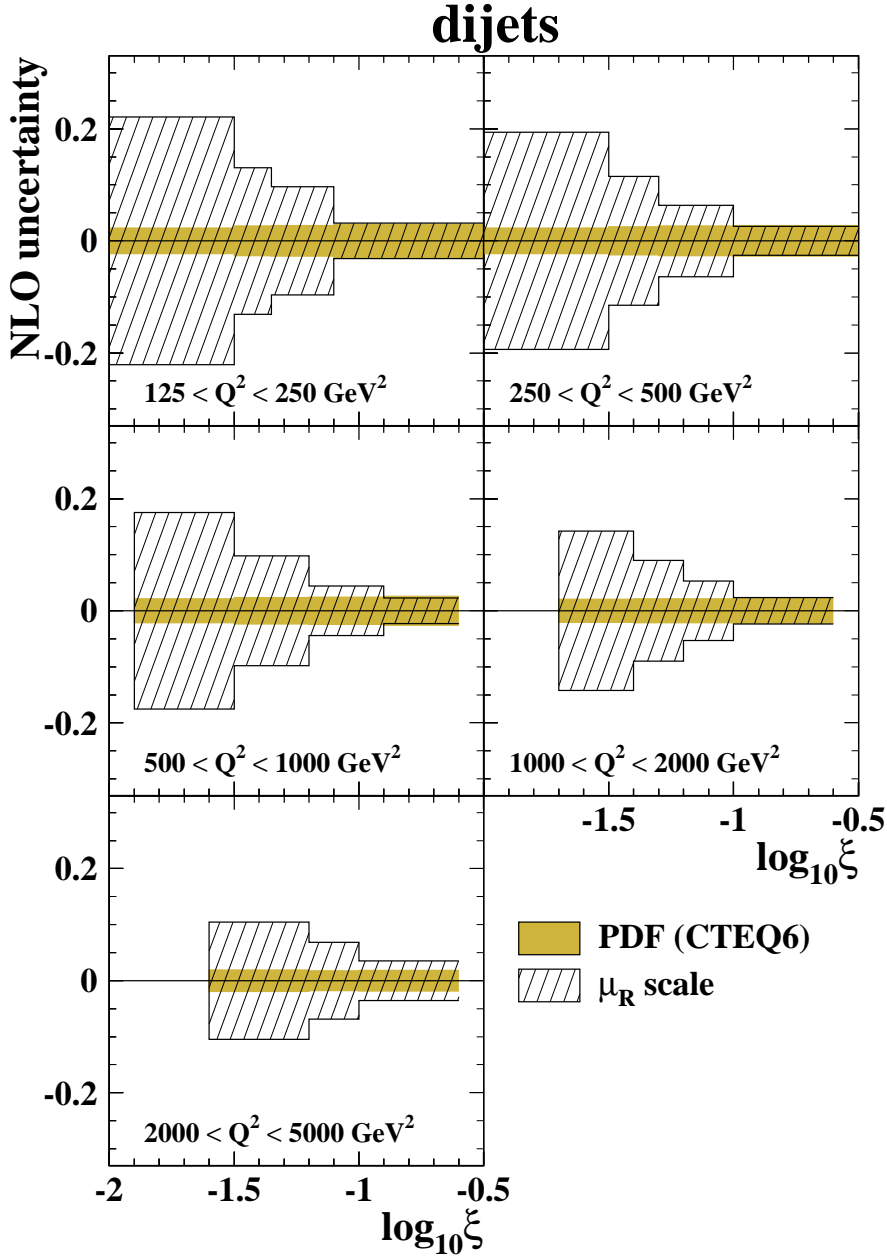 dijets
NLO uncertainty
0.2
0
-0.2
125 < Q² < 250 GeV²
250 < Q² < 500 GeV²
0.2
0
-0.2
500 < Q² < 1000 GeV²
1000 < Q² < 2000 GeV²
-1.5 -1 -0.5
log₁₀ξ
0.2
0
-0.2
PDF (CTEQ6)
μR scale
2000 < Q² < 5000 GeV²
-2 -1.5 -1 -0.5
log₁₀ξ